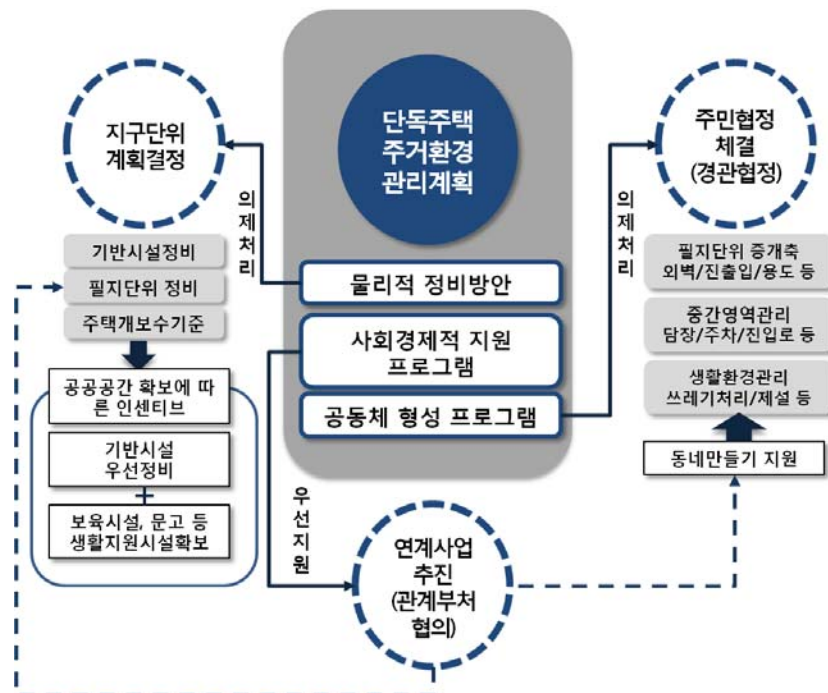 단독주택
주거환경
관리계획
물리적 정비방안
사회경제적 지원
프로그램
공동체 형성 프로그램
의제처리
지구단위
계획결정
기반시설정비
필지단위 정비
주택개보수기준
공공공간 확보에 따
른 인센티브
기반시설
우선정비
+
보육시설, 문고 등
생활지원시설확보
우선지원
연계사업
추진
(관계부처
협의)
의제처리
주민협정
체결
(경관협정)
필지단위 증개축
외벽/진출입/용도 등
중간영역관리
담장/주차/진입로 등
생활환경관리
쓰레기처리/제설 등
동네만들기 지원